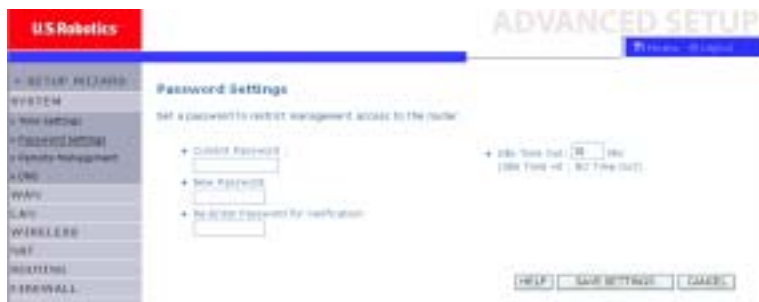 U.S.Robotics
ADVANCED SETUP
Home Logout
» SETUP WIZARD
SYSTEM
» Time Settings
» Password Settings
» Remote Management
» DNS
WAN
LAN
WIRELESS
NAT
ROUTING
FIREWALL
Password Settings
Set a password to restrict management access to the router.
Current Password :
New Password:
Re-Enter Password for Verification:
Idle Time Out: Min
(Idle Time =0 : NO Time Out)
HELP
SAVE SETTINGS
CANCEL